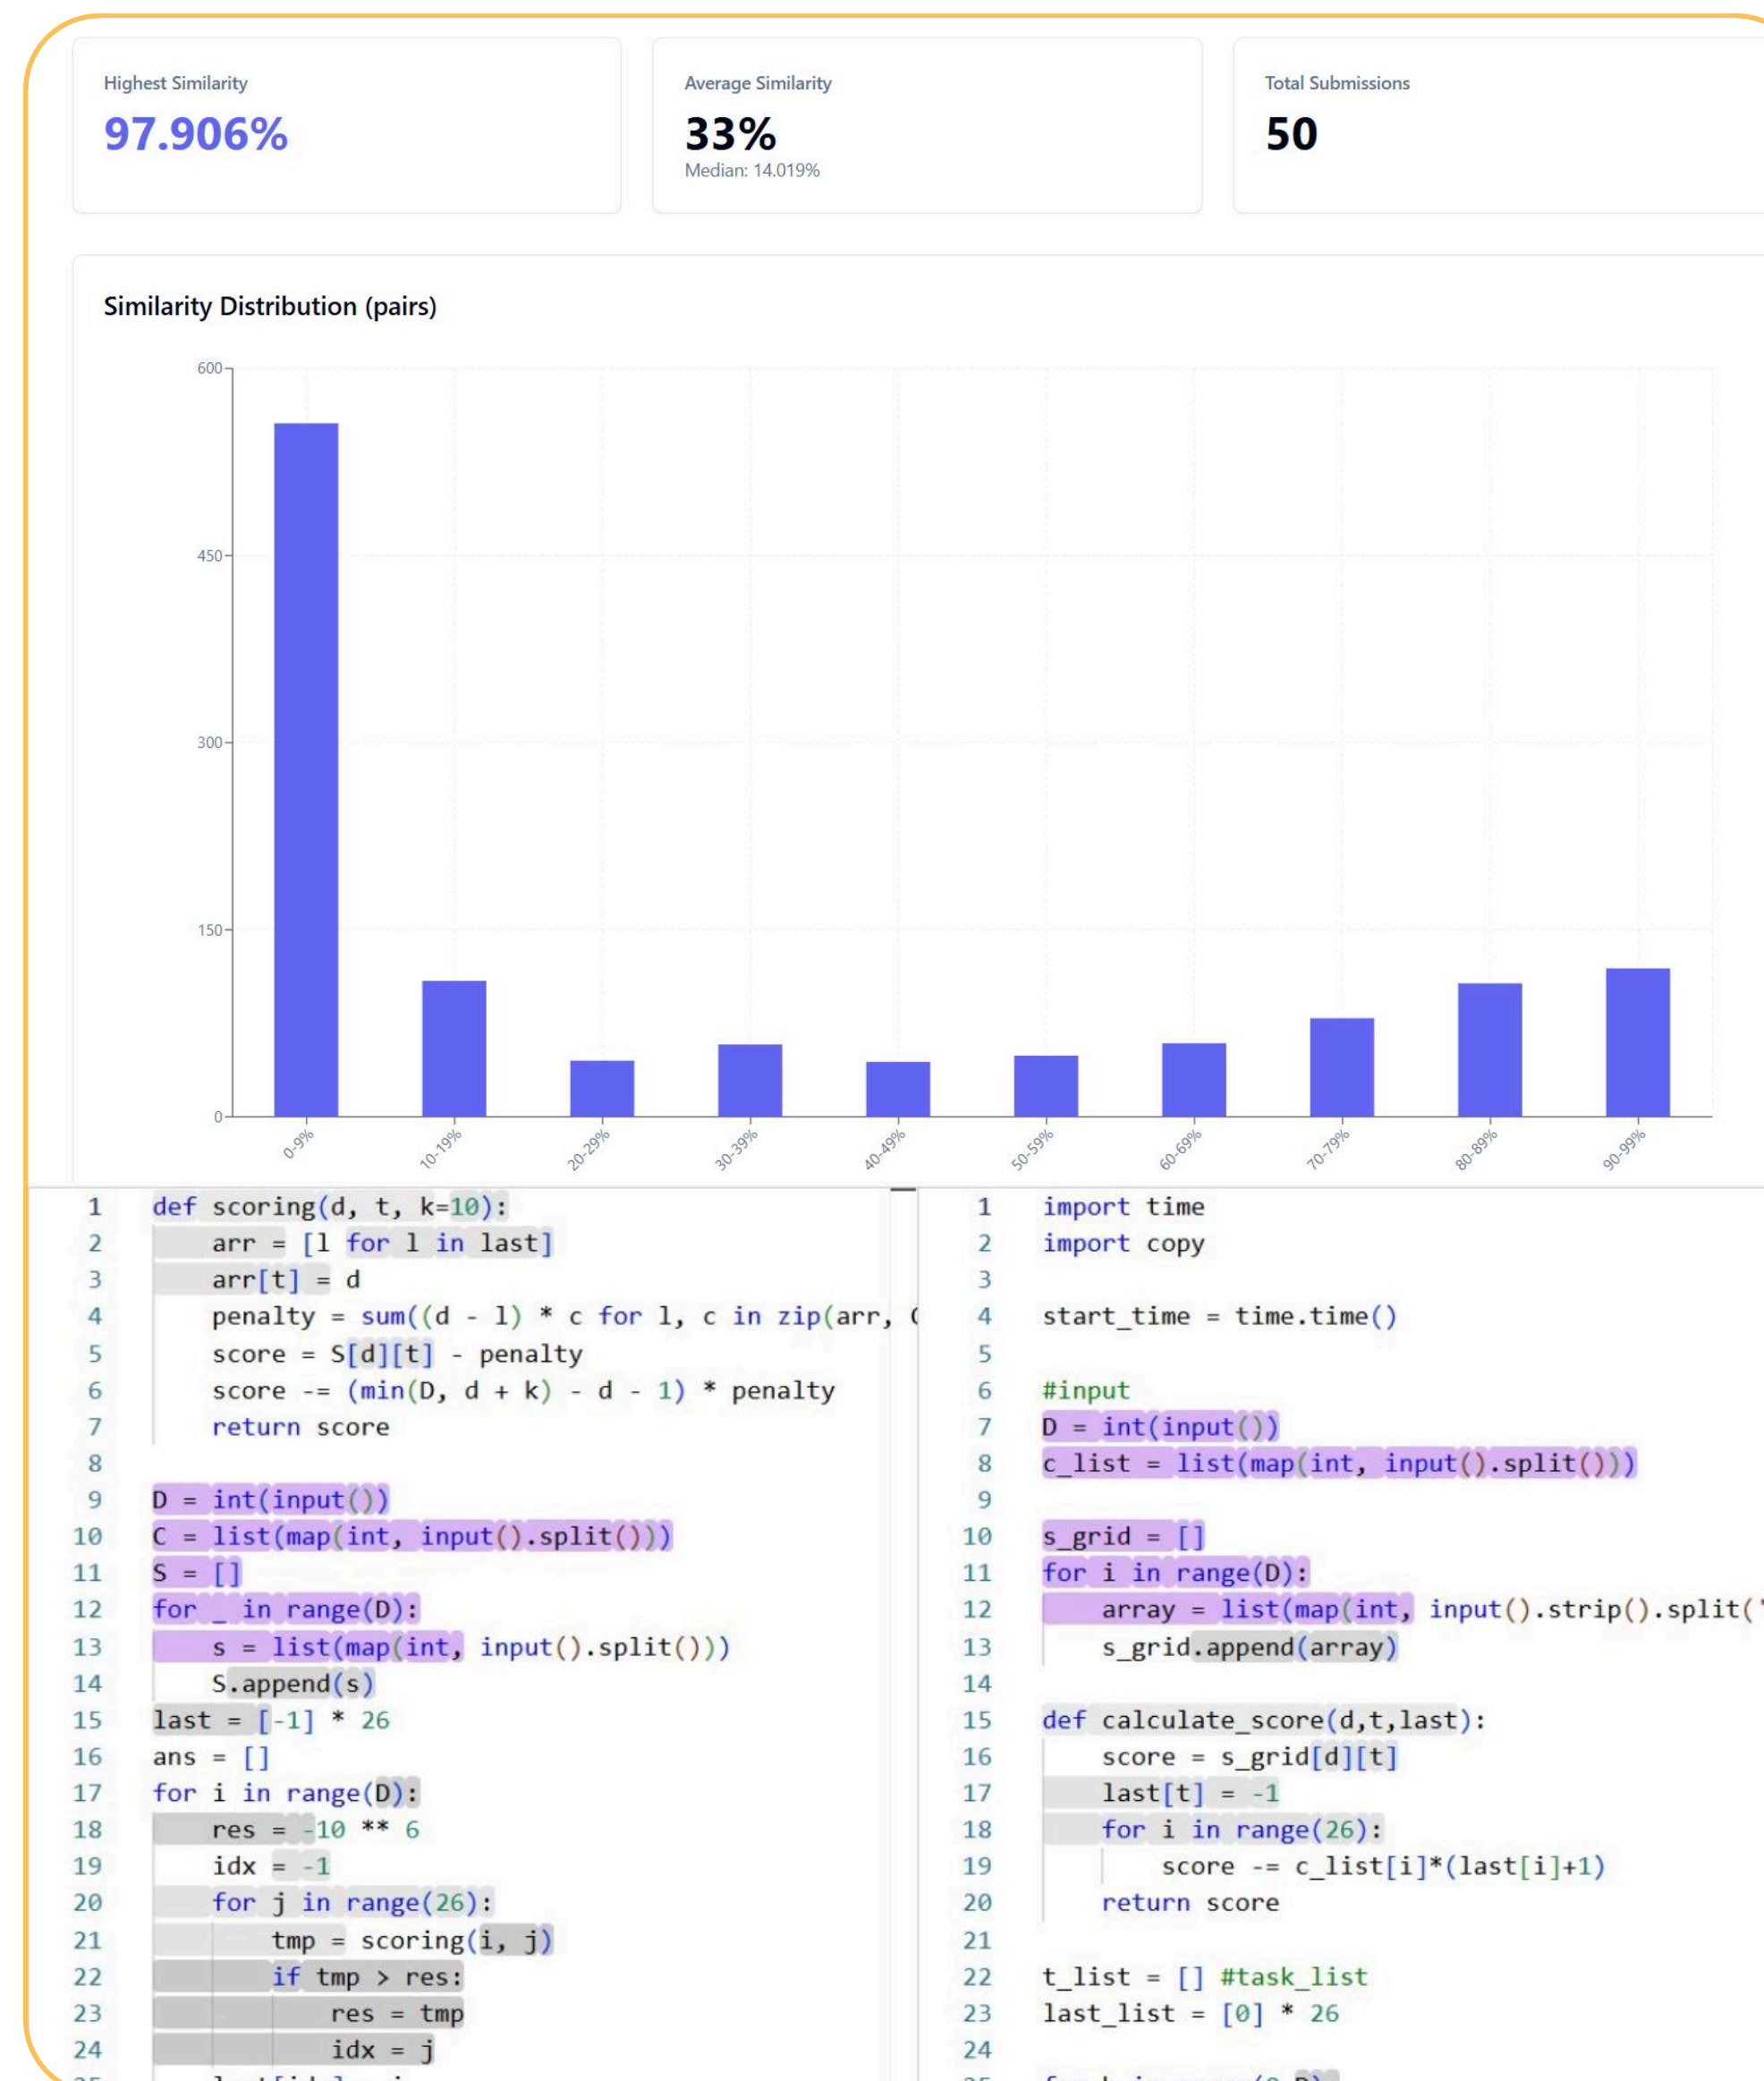 Highest Similarity
97.906%
Average Similarity
33%
Median: 14.019%
Total Submissions
50
Similarity Distribution (pairs)
600
450
300
150
0
0-9%
10-19%
20-29%
30-39%
40-49%
50-59%
60-69%
70-79%
80-89%
90-99%
1 def scoring(d, t, k=10):
2 arr = [l for l in last]
3 arr[t] = d
4 penalty = sum((d - l) * c for l, c in zip(arr,
5 score = S[d][t] - penalty
6 score -= (min(D, d + k) - d - 1) * penalty
7 return score
8
9 D = int(input())
10 C = list(map(int, input().split()))
11 S = []
12 for _ in range(D):
13 s = list(map(int, input().split()))
14 S.append(s)
15 last = [-1] * 26
16 ans = []
17 for i in range(D):
18 res = -10 ** 6
19 idx = -1
20 for j in range(26):
21 tmp = scoring(i, j)
22 if tmp > res:
23 res = tmp
24 idx = j
1 import time
2 import copy
3
4 start_time = time.time()
5
6 #input
7 D = int(input())
8 c_list = list(map(int, input().split()))
9
10 s_grid = []
11 for i in range(D):
12 array = list(map(int, input().strip().split('
13 s_grid.append(array)
14
15 def calculate_score(d,t,last):
16 score = s_grid[d][t]
17 last[t] = -1
18 for i in range(26):
19 score -= c_list[i]*(last[i]+1)
20 return score
21
22 t_list = [] #task_list
23 last_list = [0] * 26
24